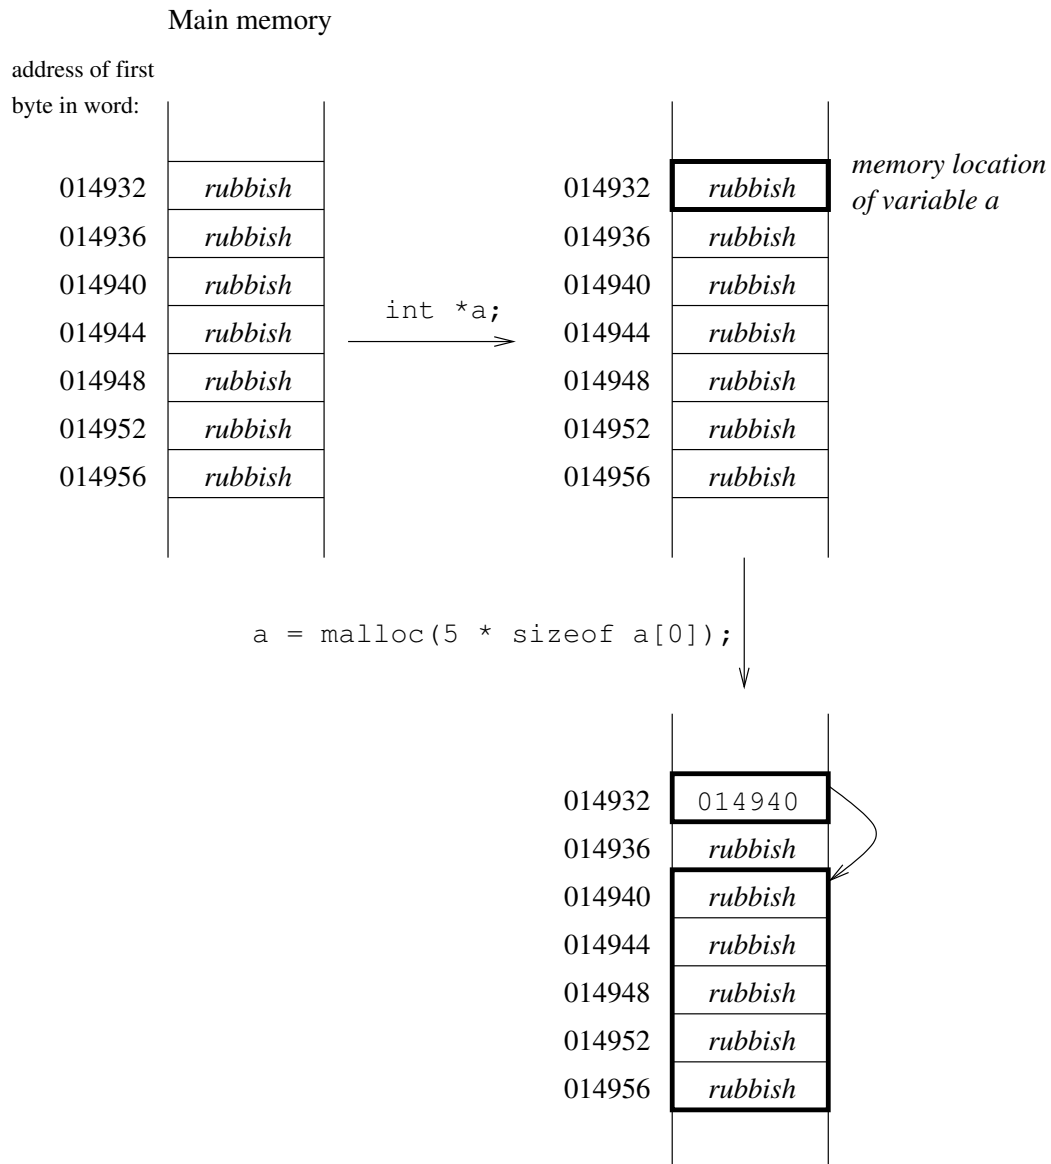 Main memory
address of first
byte in word:
014932 rubbish
014936 rubbish
014940 rubbish
014944 rubbish
014948 rubbish
014952 rubbish
014956 rubbish
int *a;
014932 rubbish
014936 rubbish
014940 rubbish
014944 rubbish
014948 rubbish
014952 rubbish
014956 rubbish
memory location
of variable a
a = malloc(5 * sizeof a[0]);
014932 014940
014936 rubbish
014940 rubbish
014944 rubbish
014948 rubbish
014952 rubbish
014956 rubbish